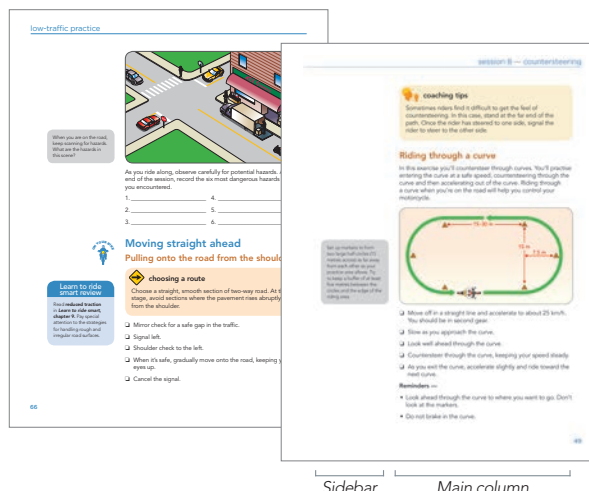 low-traffic practice
When you are on the road,
keep scanning for hazards.
What are the hazards in
this scene?
As you ride along, observe carefully for potential hazards.
end of the session, record the six most dangerous hazards
you encountered.
1. 4.
2. 5.
3. 6.
ON YOUR BIKE
Moving straight ahead
Pulling onto the road from the should
Learn to ride
smart review
Read reduced traction
in Learn to ride smart,
chapter 9. Pay special
attention to the strategies
for handling rough and
irregular road surfaces.
choosing a route
Choose a straight, smooth section of two-way road. At
stage, avoid sections where the pavement rises abruptly
from the shoulder.
Mirror check for a safe gap in the traffic.
Signal left.
Shoulder check to the left.
When it's safe, gradually move onto the road, keeping
eyes up.
Cancel the signal.
66
session 8 — countersteering
coaching tips
Sometimes riders find it difficult to get the feel of
countersteering. In this case, stand at the far end of the
path. Once the rider has steered to one side, signal the
rider to steer to the other side.
Riding through a curve
In this exercise you'll countersteer through curves. You'll practise
entering the curve at a safe speed, countersteering through the
curve and then accelerating out of the curve. Riding through
a curve when you're on the road will help you control your
motorcycle.
15 m
7.5 m
Move off in a straight line and accelerate to about 25 km/h.
You should be in second gear.
Slow as you approach the curve.
Look well ahead through the curve.
Countersteer through the curve, keeping your speed steady.
As you exit the curve, accelerate slightly and ride toward the
next curve.
Reminders —
• Look ahead through the curve to where you want to go. Don't
look at the markers.
• Do not brake in the curve.
Sidebar Main column